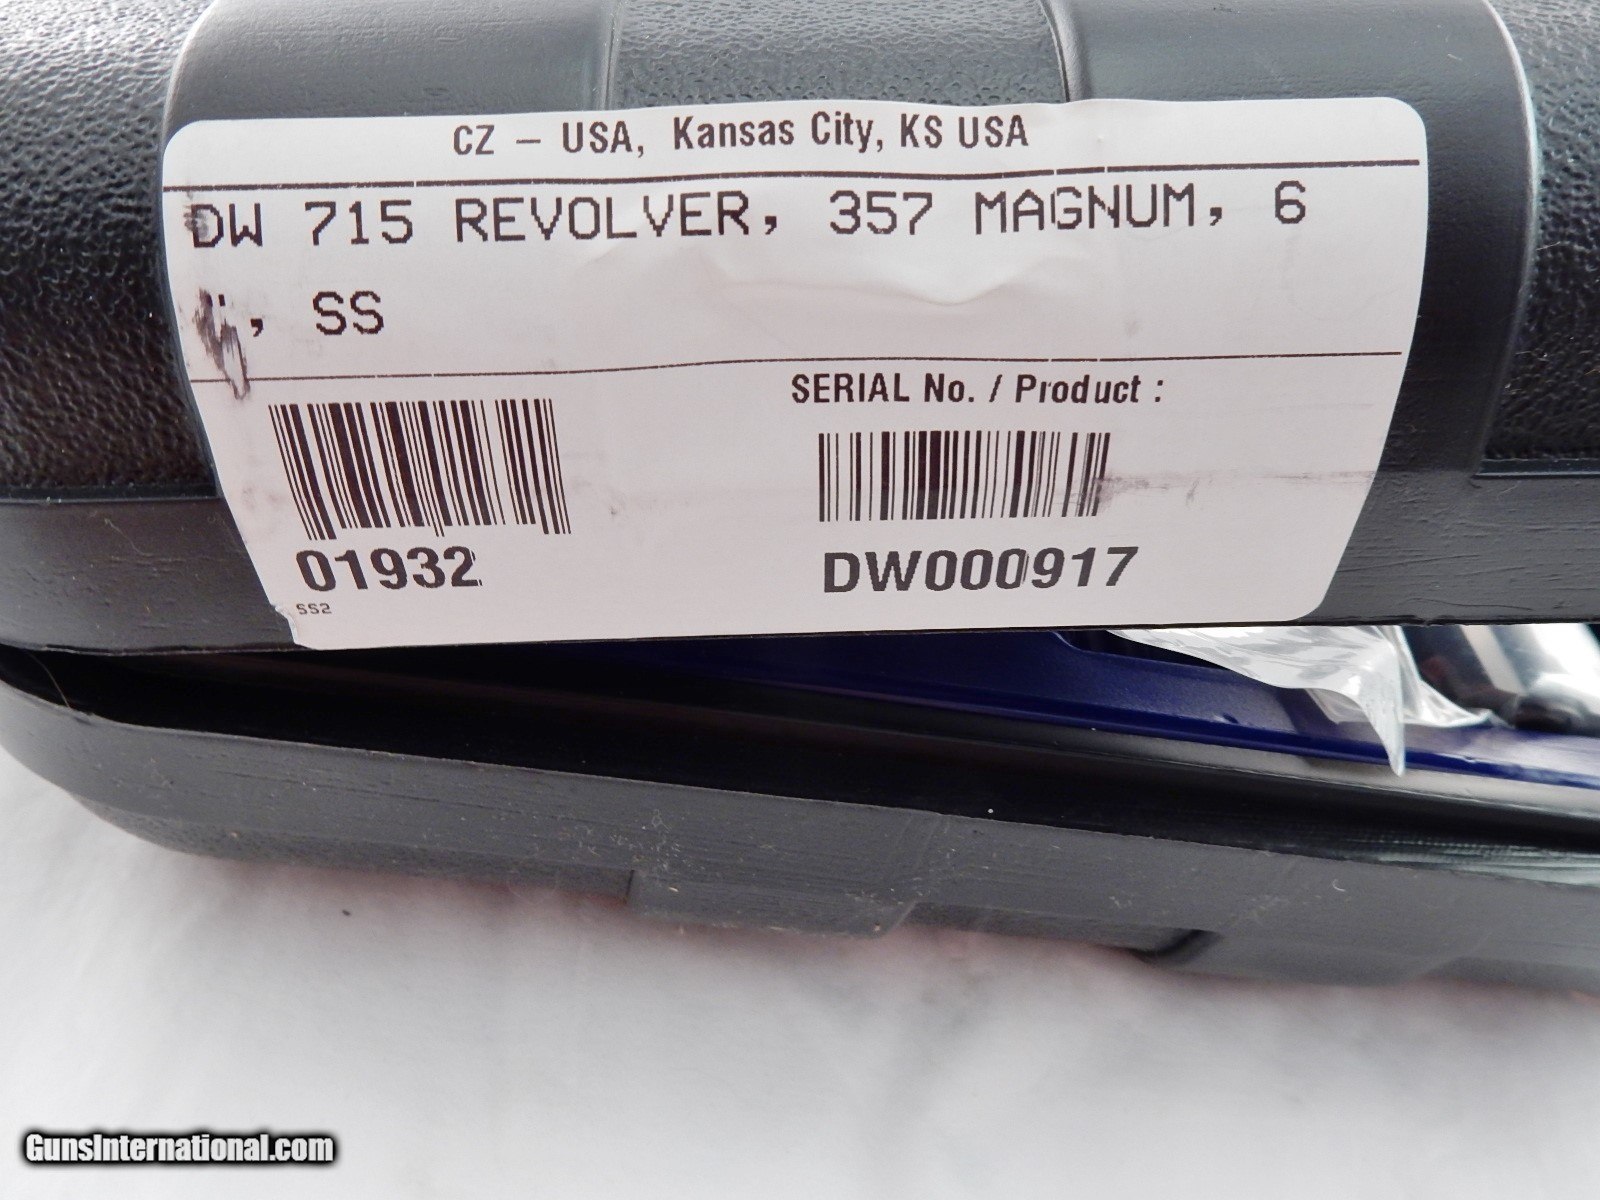 CZ – USA, Kansas City, KS USA
DW 715 REVOLVER, 357 MAGNUM, 6
", SS
SERIAL No. / Product :
01932
DW000917
SS2
GunsInternational.com